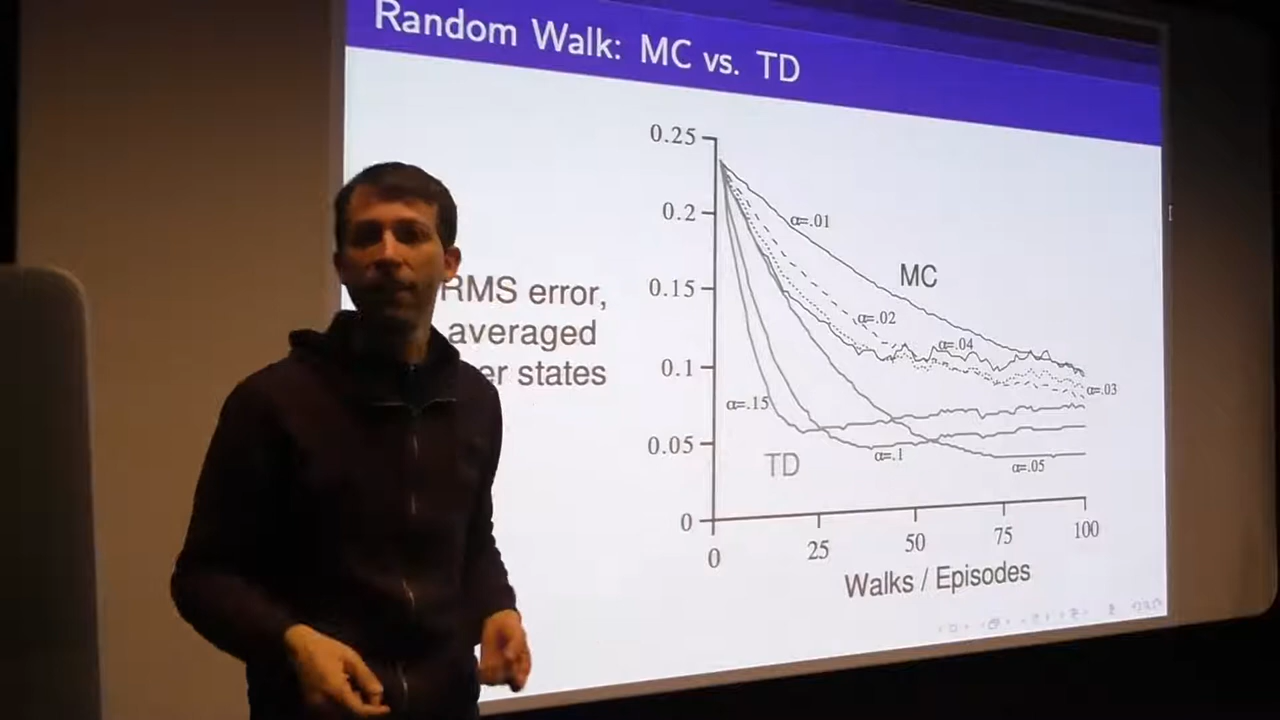 Random Walk: MC vs. TD
0.25
0.2
0.15
0.1
0.05
0
RMS error,
averaged
er states
α=.01
MC
α=.02
α=.04
α=.03
α=.15
TD
α=.1
α=.05
0
25
50
75
100
Walks / Episodes